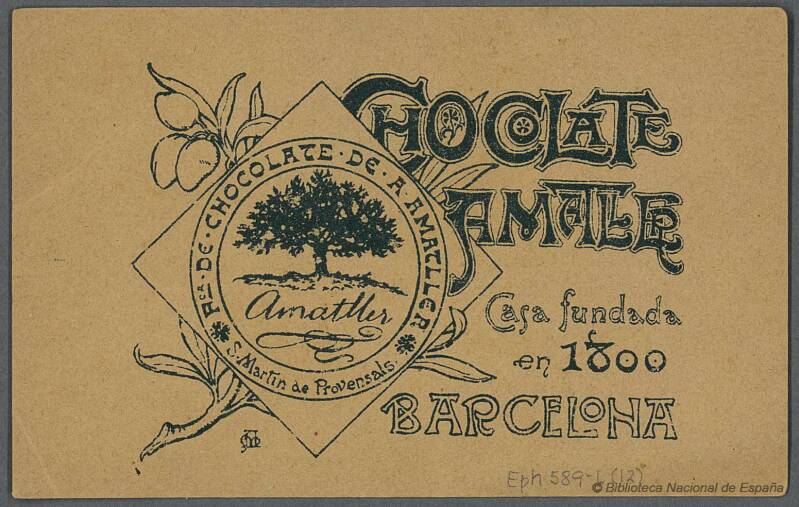 CHOCOLATE
AMATLLER
Fca. DE · CHOCOLATE · DE · A · AMATLLER
Amatller
S. Martin de Provensals.
Casa fundada
en 1800
BARCELONA
Eph. 589-1 (12)
© Biblioteca Nacional de España